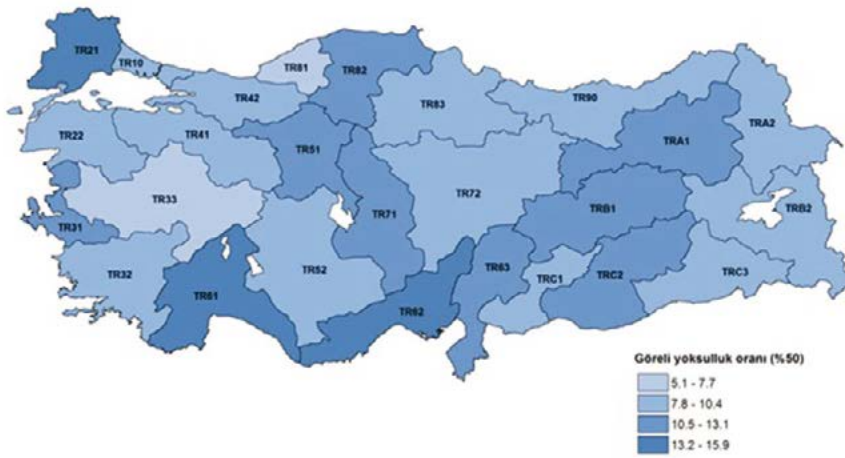 TR21
TR10
TR81
TR82
TR42
TR83
TR90
TRA2
TR22
TR41
TR51
TRA1
TR33
TR72
TR71
TRB1
TRB2
TR31
TR32
TR52
TR63
TRC1
TRC2
TRC3
TR61
TR62
Göreli yoksulluk oranı (%50)
5.1 - 7.7
7.8 - 10.4
10.5 - 13.1
13.2 - 15.9